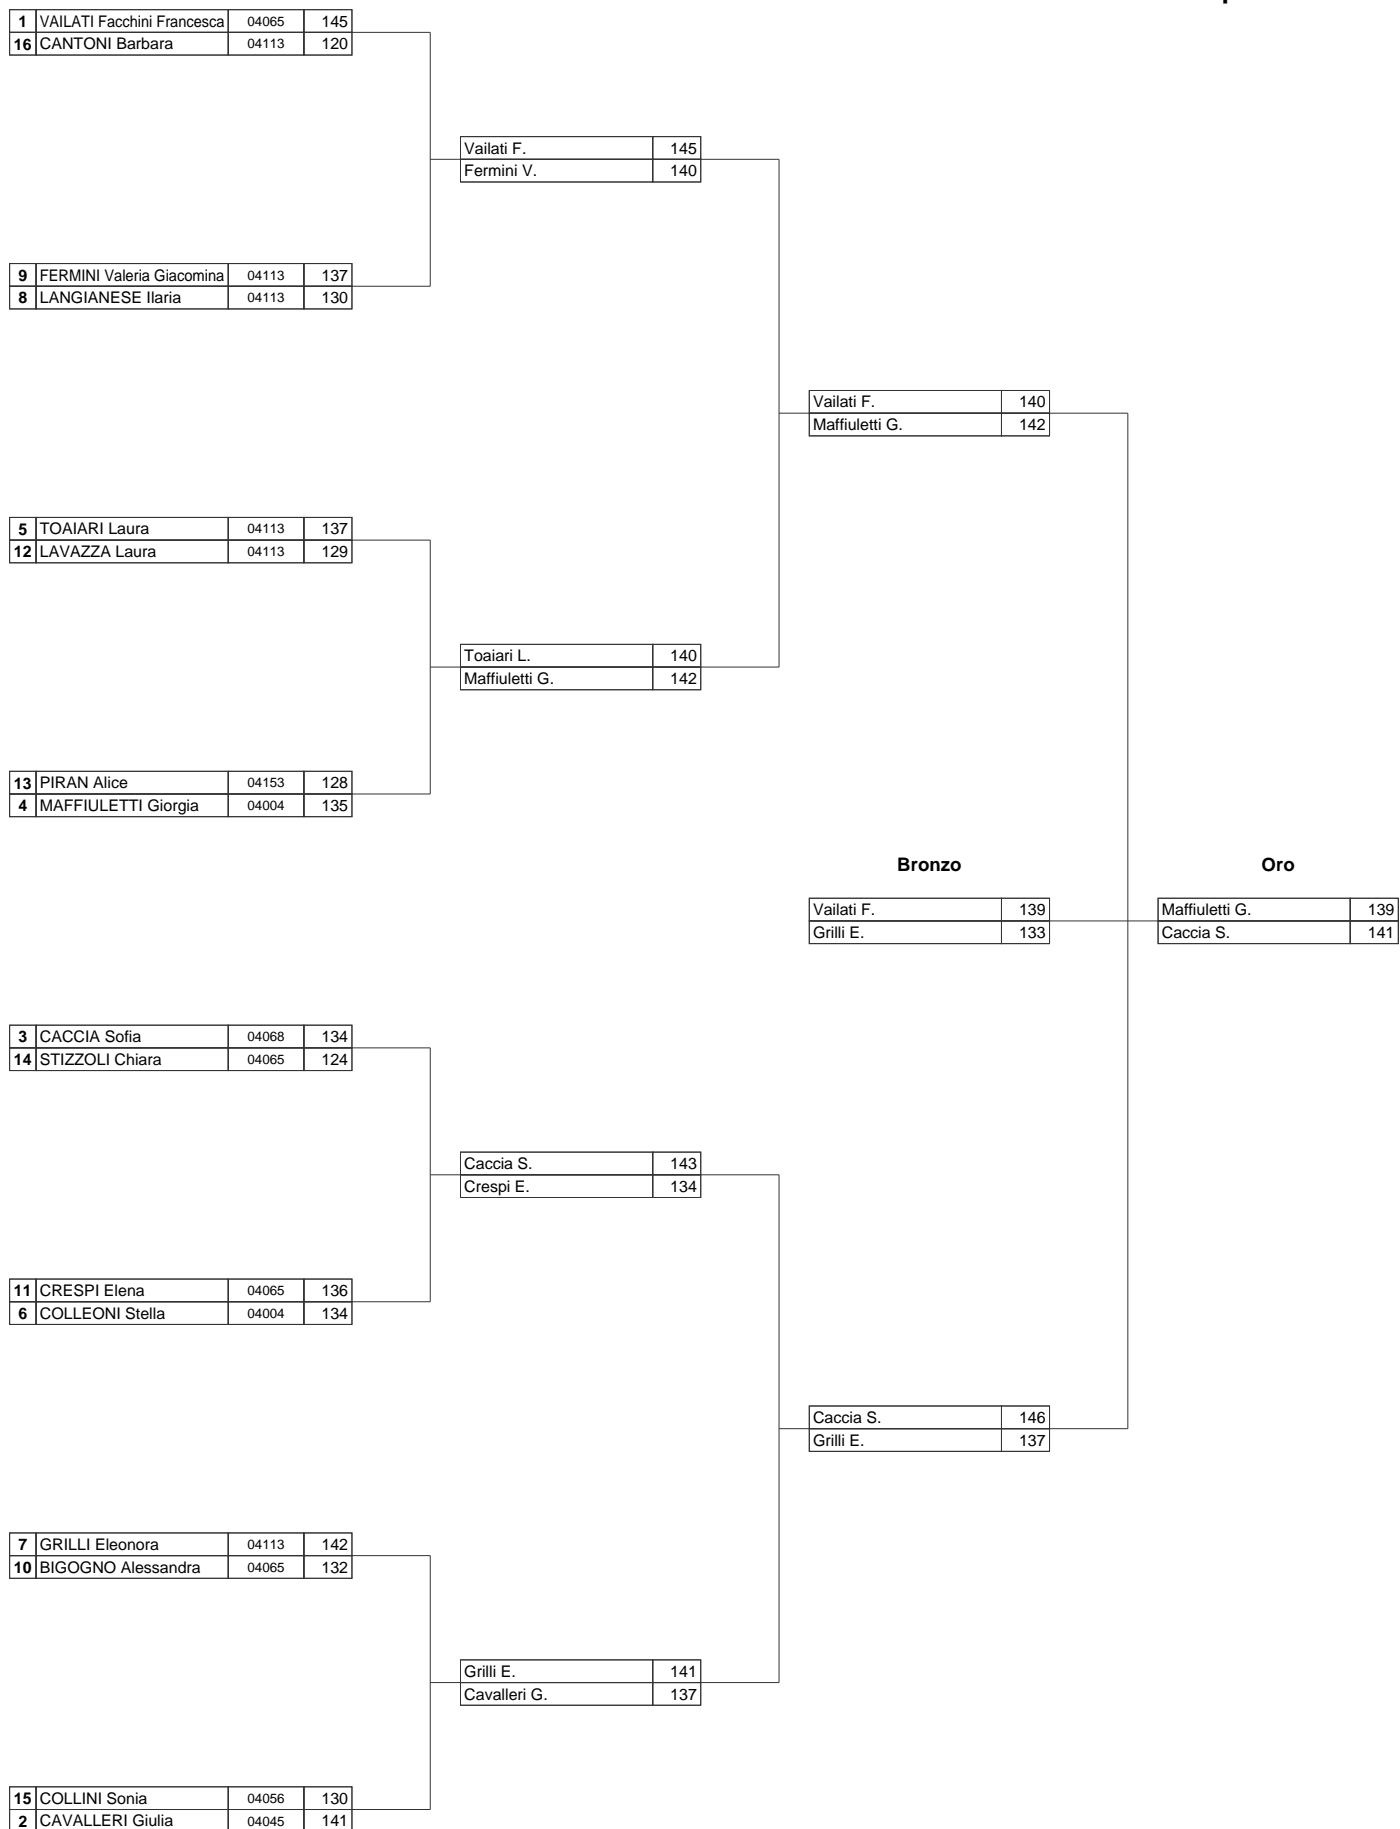 1 VAILATI Facchini Francesca 04065 145
16 CANTONI Barbara 04113 120
Vailati F. 145
Fermini V. 140
9 FERMINI Valeria Giacomina 04113 137
8 LANGIANESE Ilaria 04113 130
Vailati F. 140
Maffiuletti G. 142
5 TOAIARI Laura 04113 137
12 LAVAZZA Laura 04113 129
Toaiari L. 140
Maffiuletti G. 142
13 PIRAN Alice 04153 128
4 MAFFIULETTI Giorgia 04004 135
Bronzo Oro
Vailati F. 139 Maffiuletti G. 139
Grilli E. 133 Caccia S. 141
3 CACCIA Sofia 04068 134
14 STIZZOLI Chiara 04065 124
Caccia S. 143
Crespi E. 134
11 CRESPI Elena 04065 136
6 COLLEONI Stella 04004 134
Caccia S. 146
Grilli E. 137
7 GRILLI Eleonora 04113 142
10 BIGOGNO Alessandra 04065 132
Grilli E. 141
Cavalleri G. 137
15 COLLINI Sonia 04056 130
2 CAVALLERI Giulia 04045 141